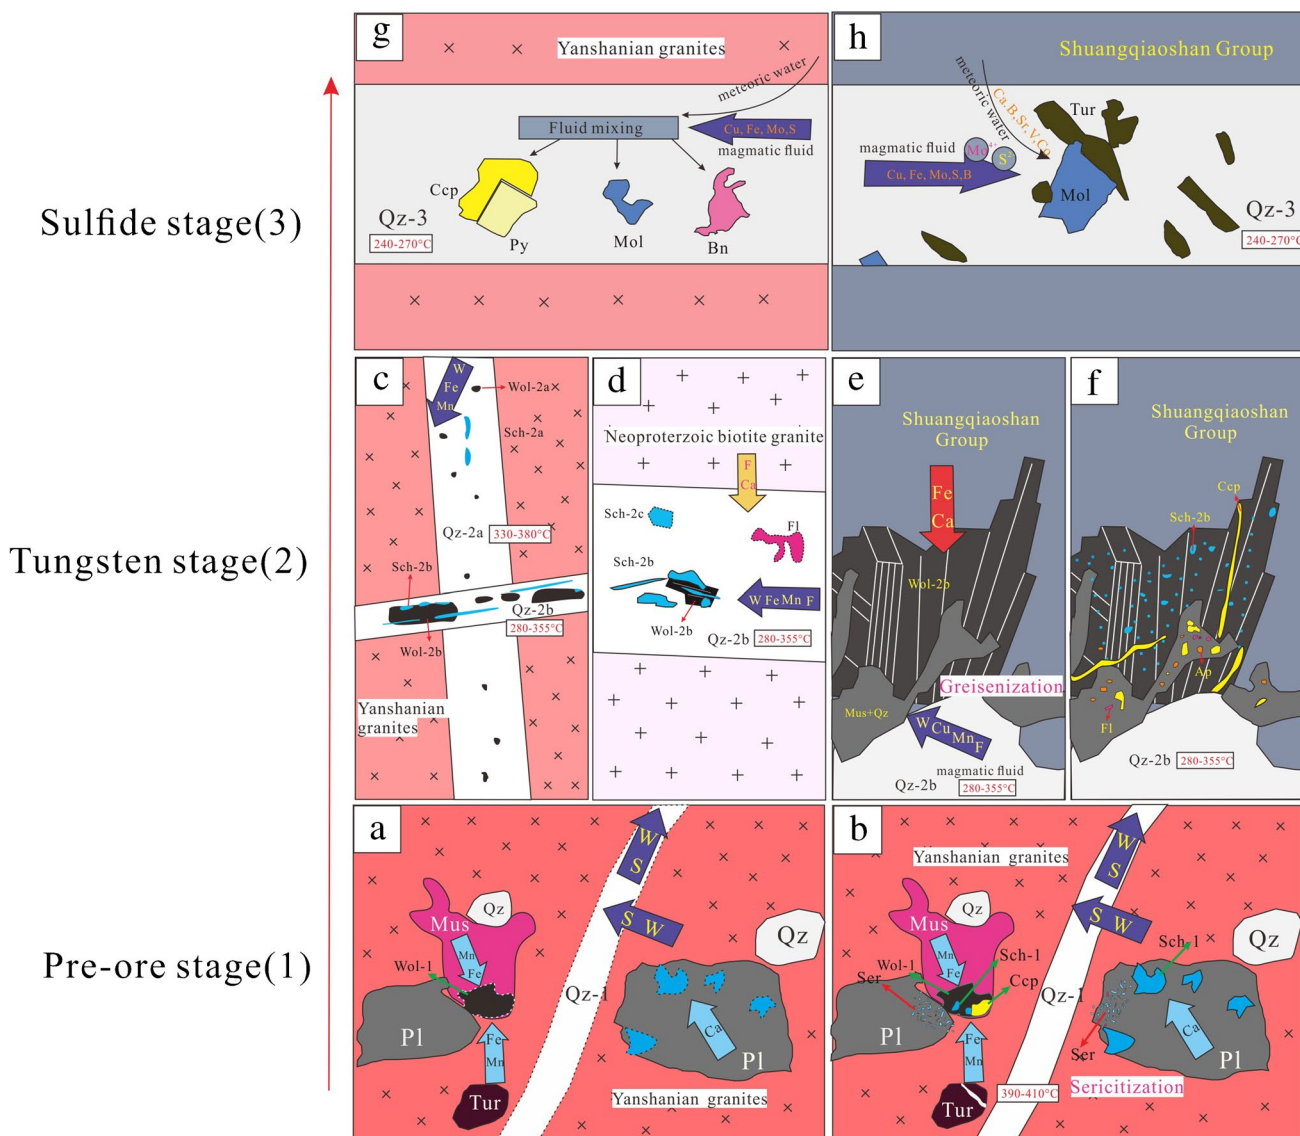 Sulfide stage(3)
Tungsten stage(2)
Pre-ore stage(1)
g
Yanshanian granites
meteoric water
Fluid mixing
Cu, Fe, Mo,S
magmatic fluid
Ccp
Qz-3
240-270°C
Py
Mol
Bn
h
Shuangqiaoshan Group
meteoric water
Ca.B,Sr,V,Co
Tur
magmatic fluid
Cu, Fe, Mo,S,B
Mol
Qz-3
240-270°C
c
W
Fe
Mn
Wol-2a
Sch-2a
Qz-2a
330-380°C
Sch-2b
Qz-2b
280-355°C
Wol-2b
Yanshanian
granites
d
Neoproterzoic biotite granite
F
Ca
Sch-2c
Fl
Sch-2b
W Fe Mn F
Wol-2b
Qz-2b
280-355°C
e
Shuangqiaoshan
Group
Fe
Ca
Wol-2b
Greisenization
Mus+Qz
W Cu Mn F
magmatic fluid
Qz-2b
280-355°C
f
Shuangqiaoshan
Group
Ccp
Sch-2b
Ap
Fl
Qz-2b
280-355°C
a
W
S
S W
Qz
Mus
Mn
Fe
Wol-1
Qz
Qz-1
Pl
Fe
Mn
Ca
Pl
Tur
Yanshanian granites
b
Yanshanian granites
W
S
S W
Qz
Mus
Sch-1
Mn
Fe
Sch-1
Wol-1
Ser
Ccp
Qz-1
Pl
Fe
Mn
Ca
Ser
Pl
390-410°C
Sericitization
Tur